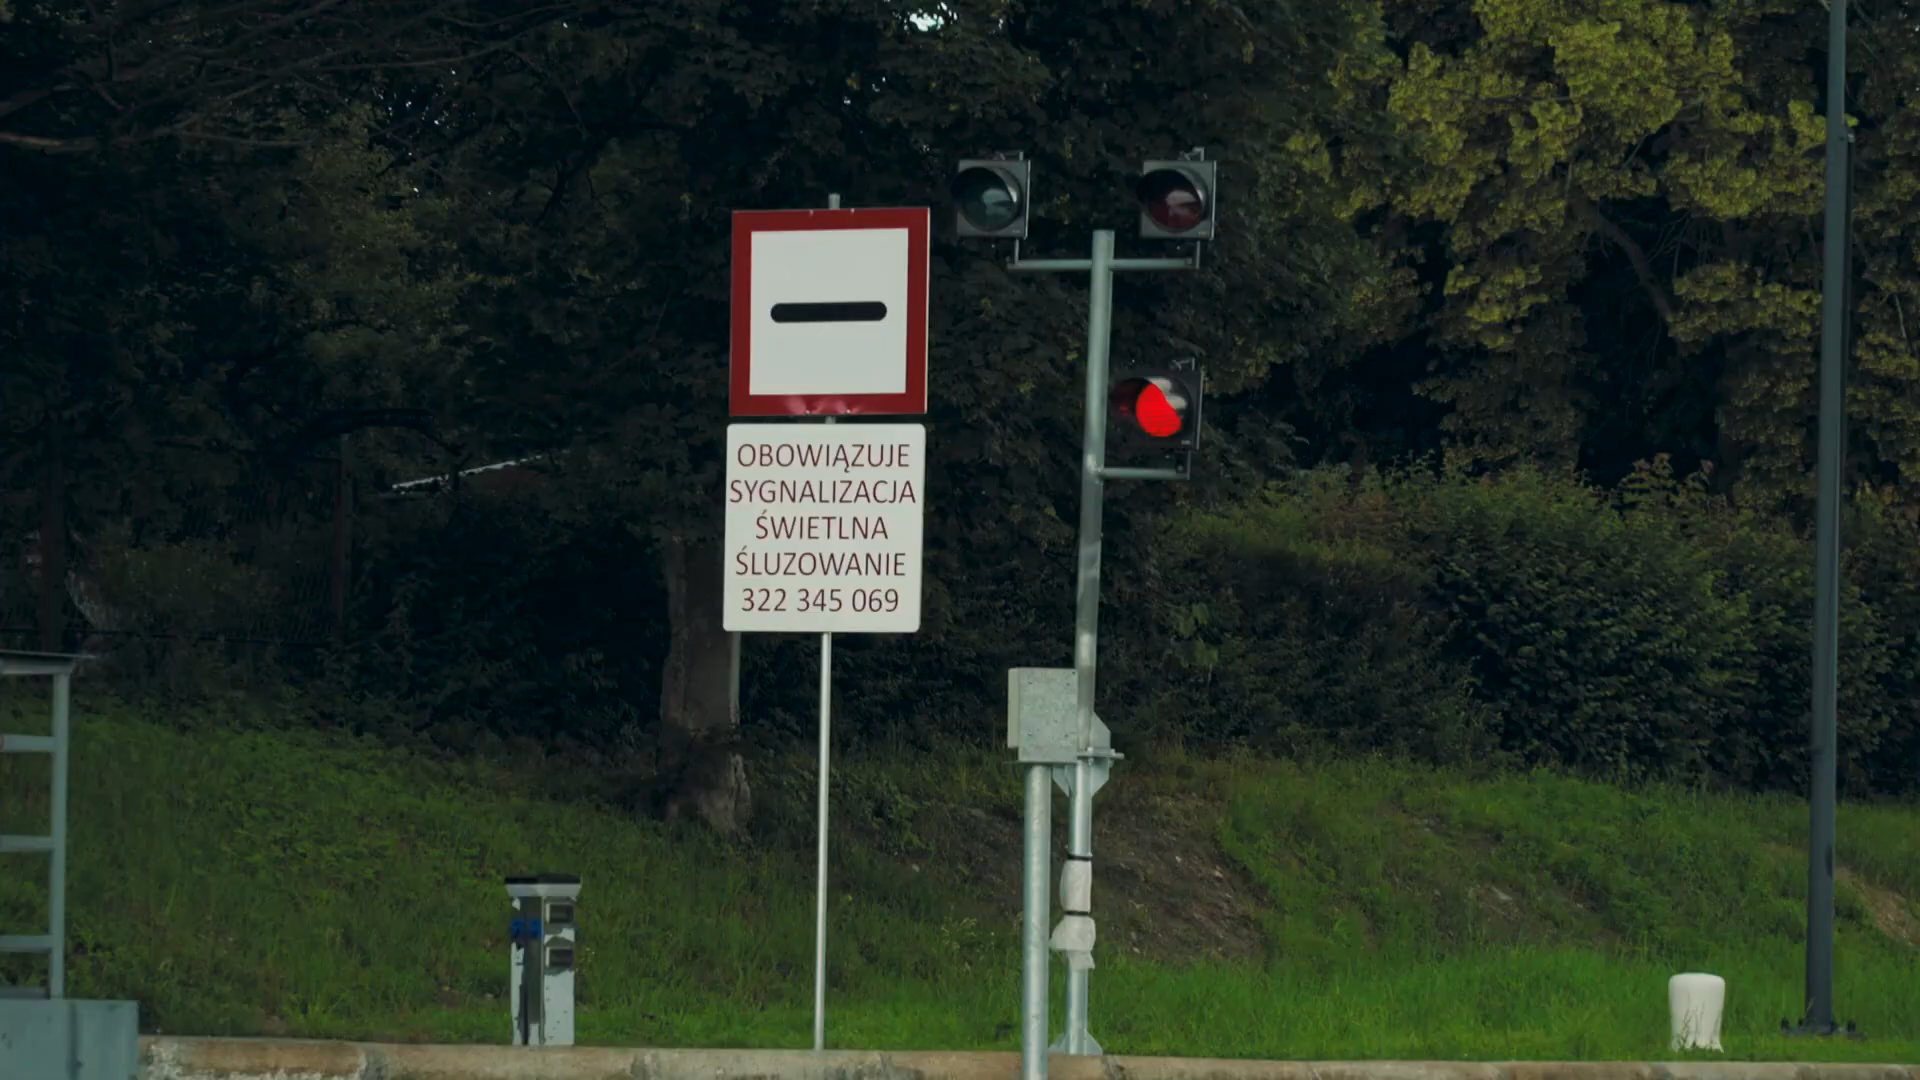 OBOWIĄZUJE
SYGNALIZACJA
ŚWIETLNA
ŚLUZOWANIE
322 345 069